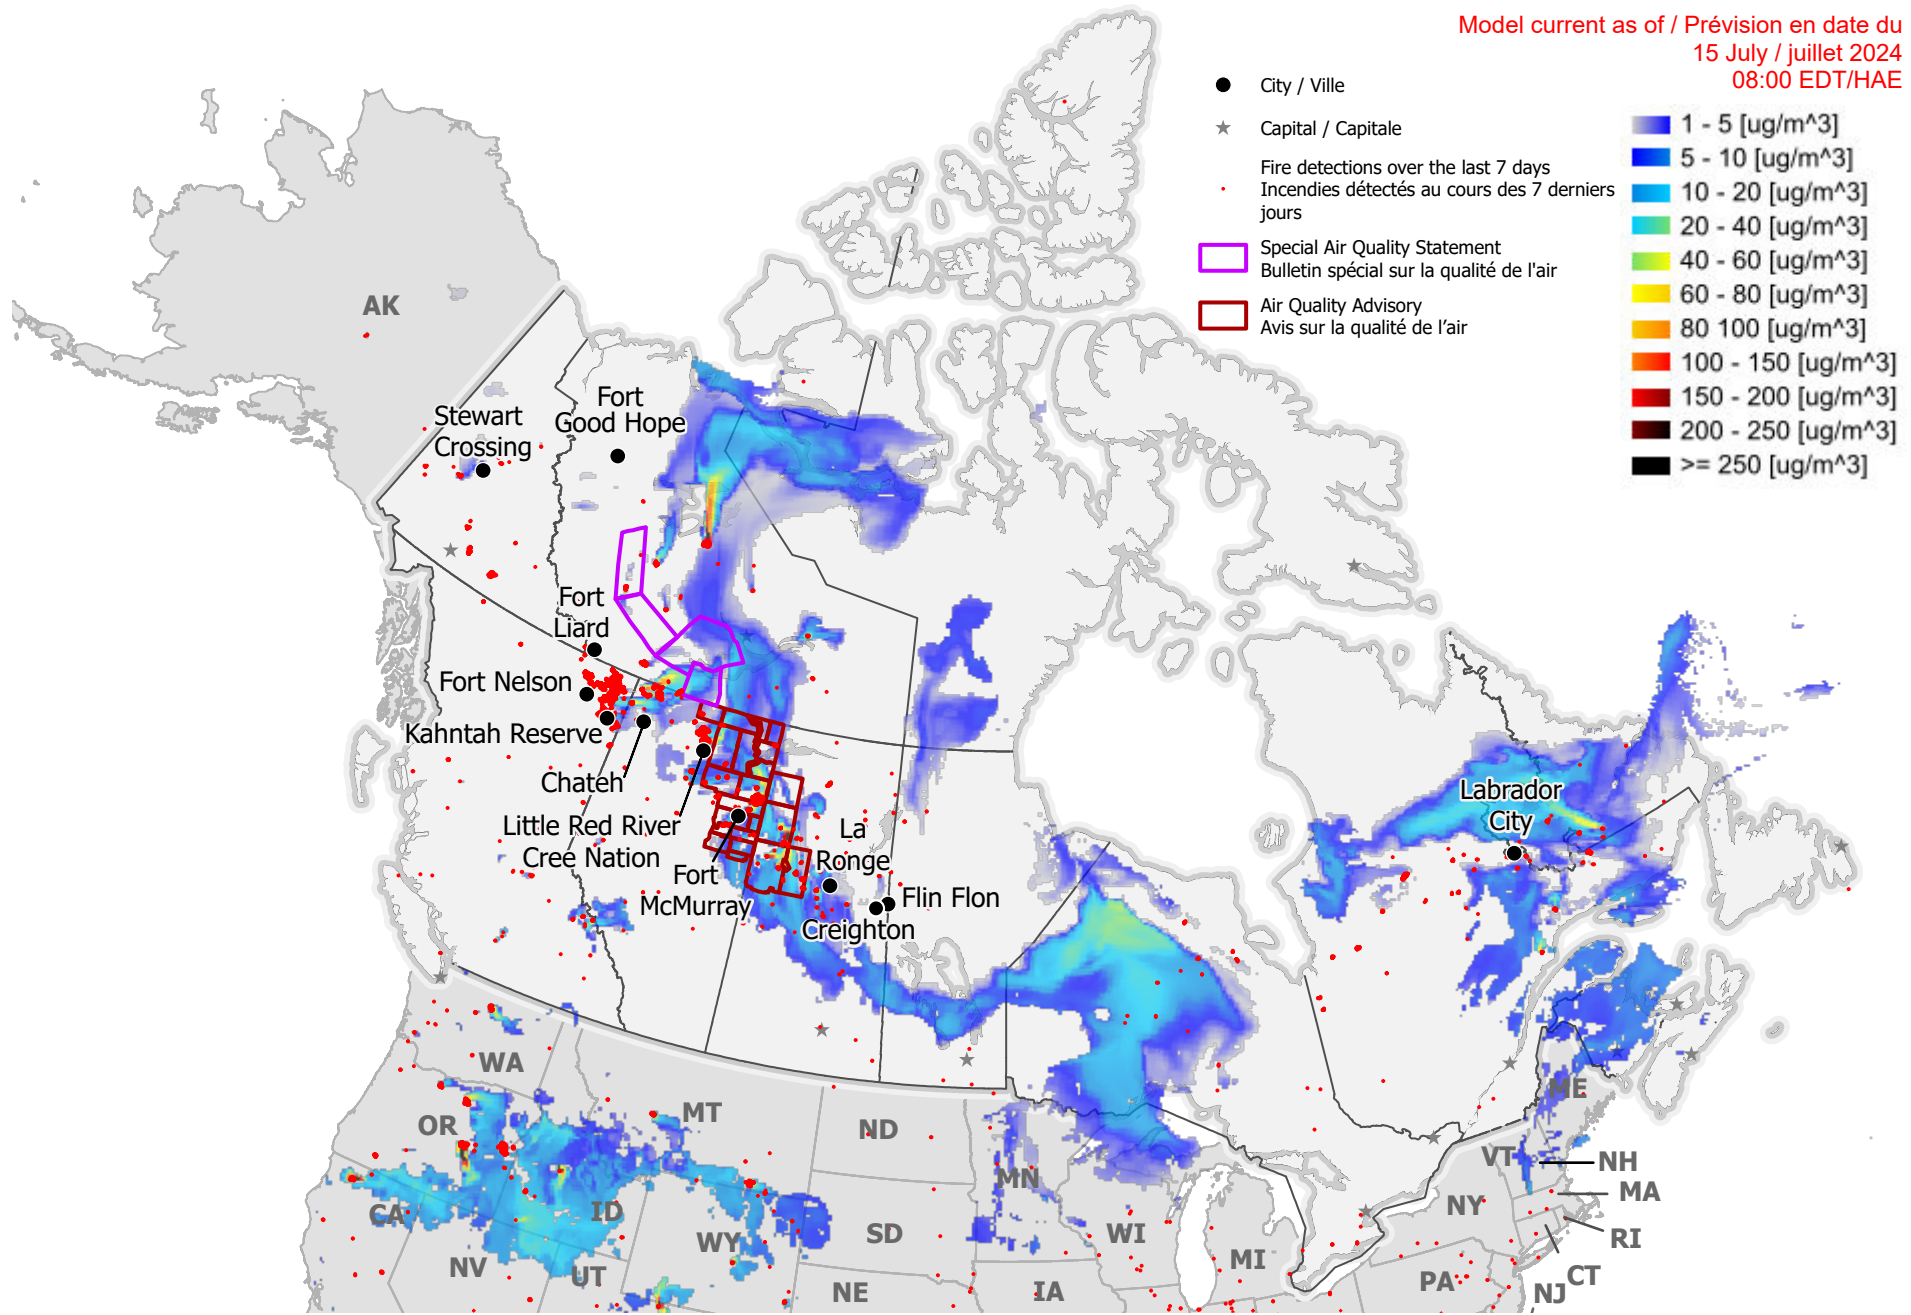 Model current as of / Prévision en date du
15 July / juillet 2024
08:00 EDT/HAE
City / Ville
Capital / Capitale
Fire detections over the last 7 days
Incendies détectés au cours des 7 derniers
jours
Special Air Quality Statement
Bulletin spécial sur la qualité de l'air
Air Quality Advisory
Avis sur la qualité de l’air
1 - 5 [ug/m^3]
5 - 10 [ug/m^3]
10 - 20 [ug/m^3]
20 - 40 [ug/m^3]
40 - 60 [ug/m^3]
60 - 80 [ug/m^3]
80 100 [ug/m^3]
100 - 150 [ug/m^3]
150 - 200 [ug/m^3]
200 - 250 [ug/m^3]
>= 250 [ug/m^3]
AK
Stewart
Crossing
Fort
Good Hope
Fort
Liard
Fort Nelson
Kahntah Reserve
Chateh
Little Red River
Cree Nation
Fort
McMurray
La
Ronge
Flin Flon
Creighton
Labrador
City
WA
OR
MT
ND
MN
ID
CA
NV
UT
WY
SD
NE
IA
WI
MI
NY
PA
VT
ME
NH
MA
RI
CT
NJ